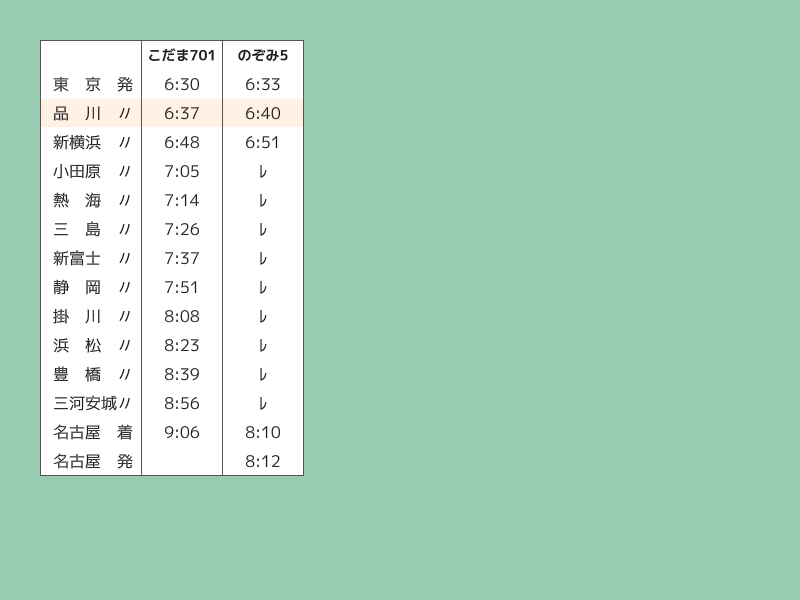 こだま701 のぞみ5
東 京 発 6:30 6:33
品 川 〃 6:37 6:40
新横浜 〃 6:48 6:51
小田原 〃 7:05 レ
熱 海 〃 7:14 レ
三 島 〃 7:26 レ
新富士 〃 7:37 レ
静 岡 〃 7:51 レ
掛 川 〃 8:08 レ
浜 松 〃 8:23 レ
豊 橋 〃 8:39 レ
三河安城〃 8:56 レ
名古屋 着 9:06 8:10
名古屋 発 8:12